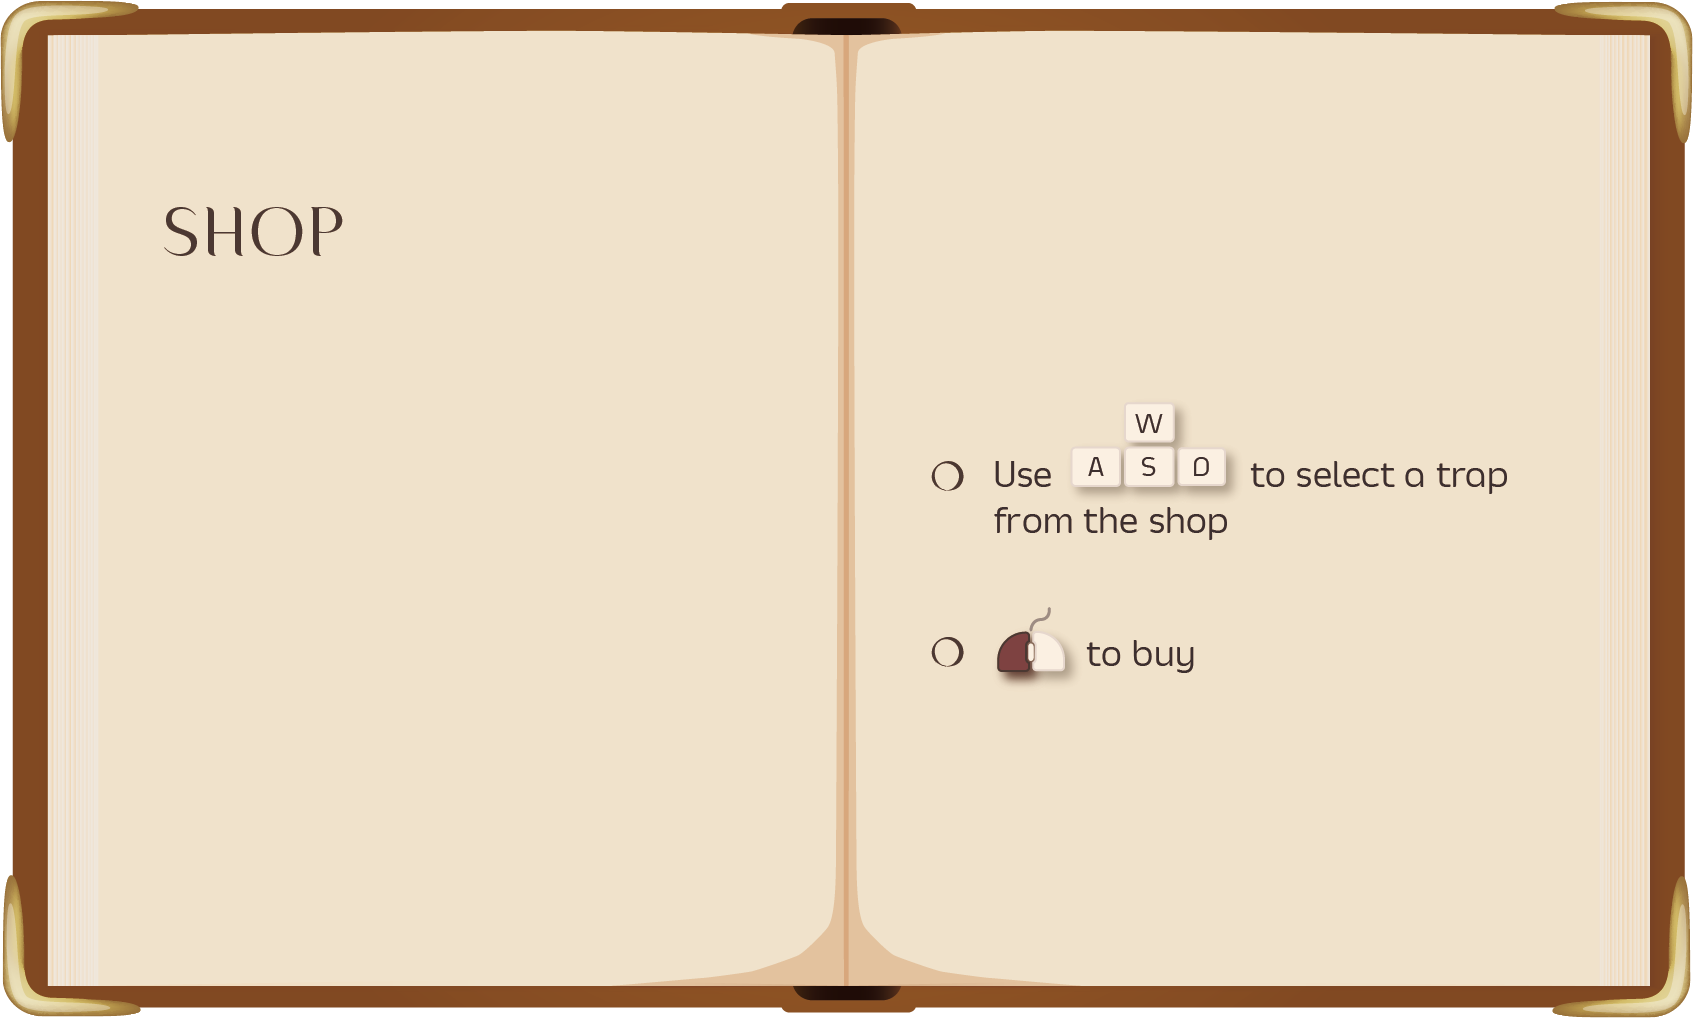 SHOP
W
Use A S D to select a trap
from the shop
to buy